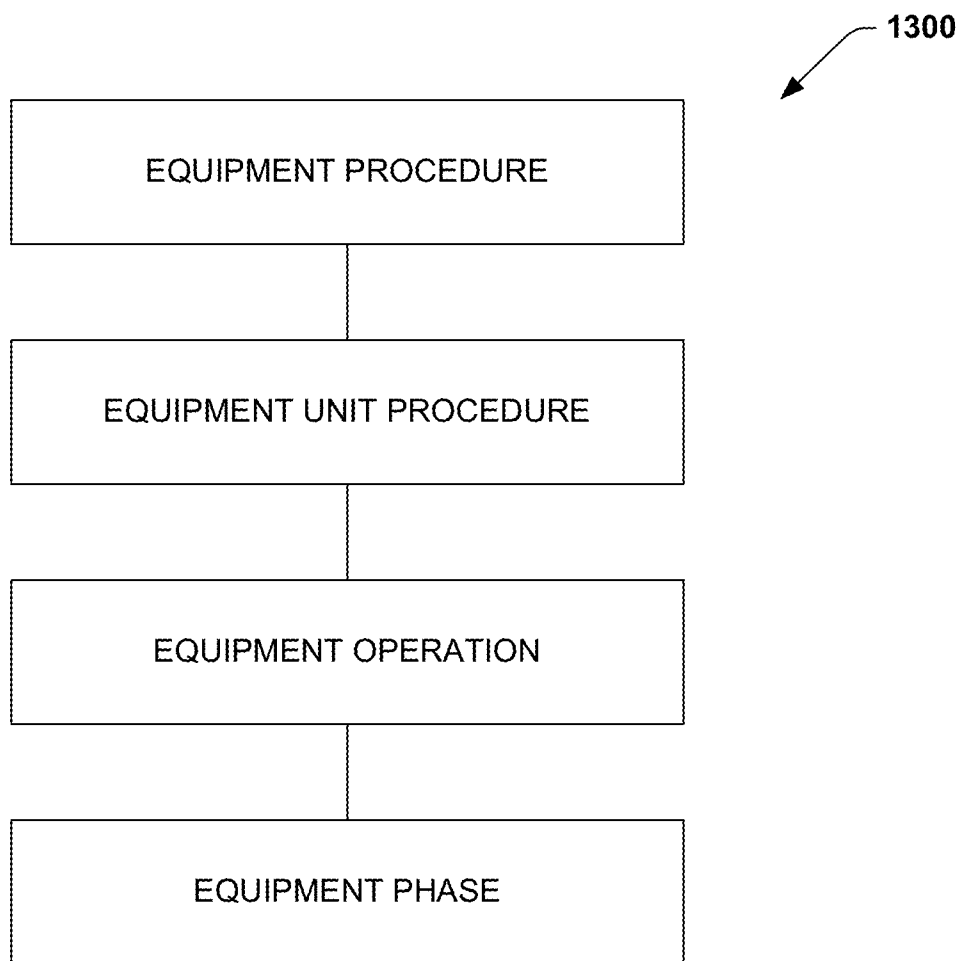 1300
EQUIPMENT PROCEDURE
EQUIPMENT UNIT PROCEDURE
EQUIPMENT OPERATION
EQUIPMENT PHASE